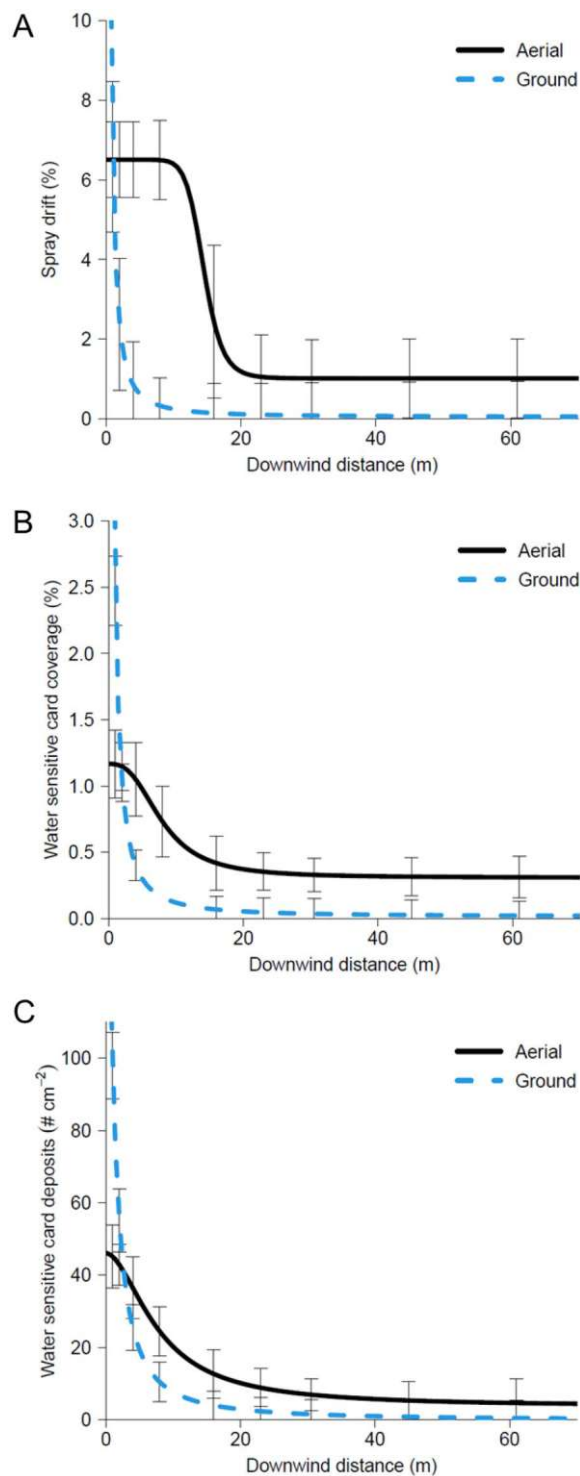 A
10
8
6
4
2
0
Spray drift (%)
Aerial
Ground
0 20 40 60
Downwind distance (m)
B
3.0
2.5
2.0
1.5
1.0
0.5
0.0
Water sensitive card coverage (%)
Aerial
Ground
0 20 40 60
Downwind distance (m)
C
100
80
60
40
20
0
Water sensitive card deposits (# cm⁻²)
Aerial
Ground
0 20 40 60
Downwind distance (m)